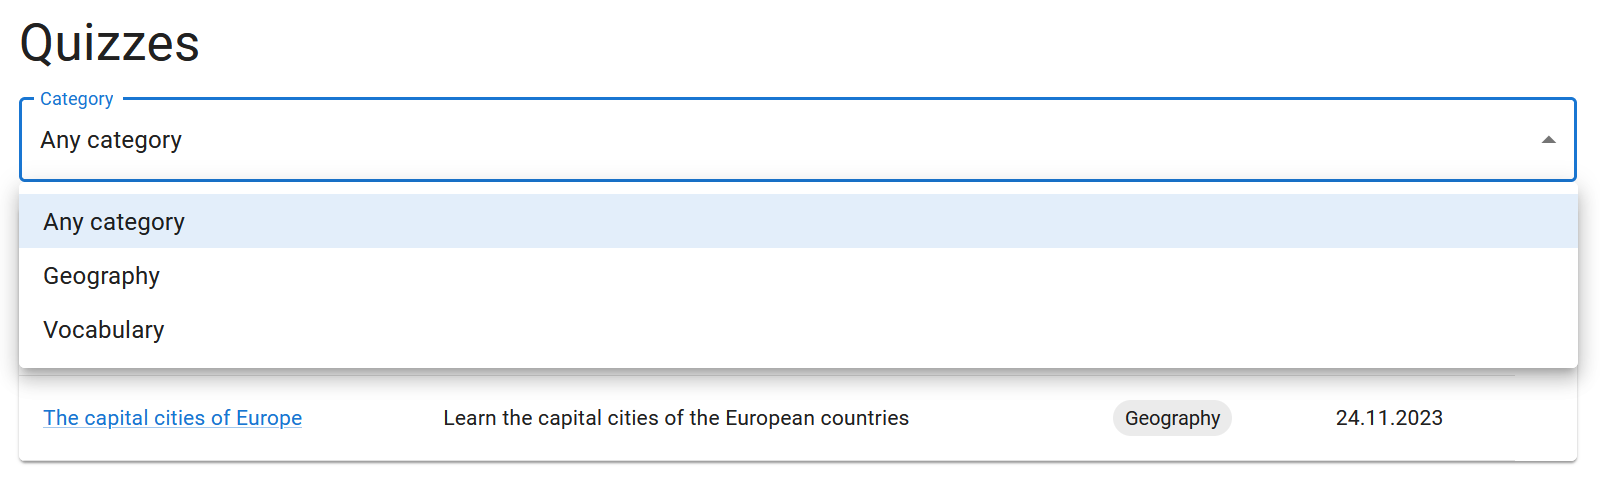 Quizzes
Category
Any category
Any category
Geography
Vocabulary
The capital cities of Europe Learn the capital cities of the European countries Geography 24.11.2023